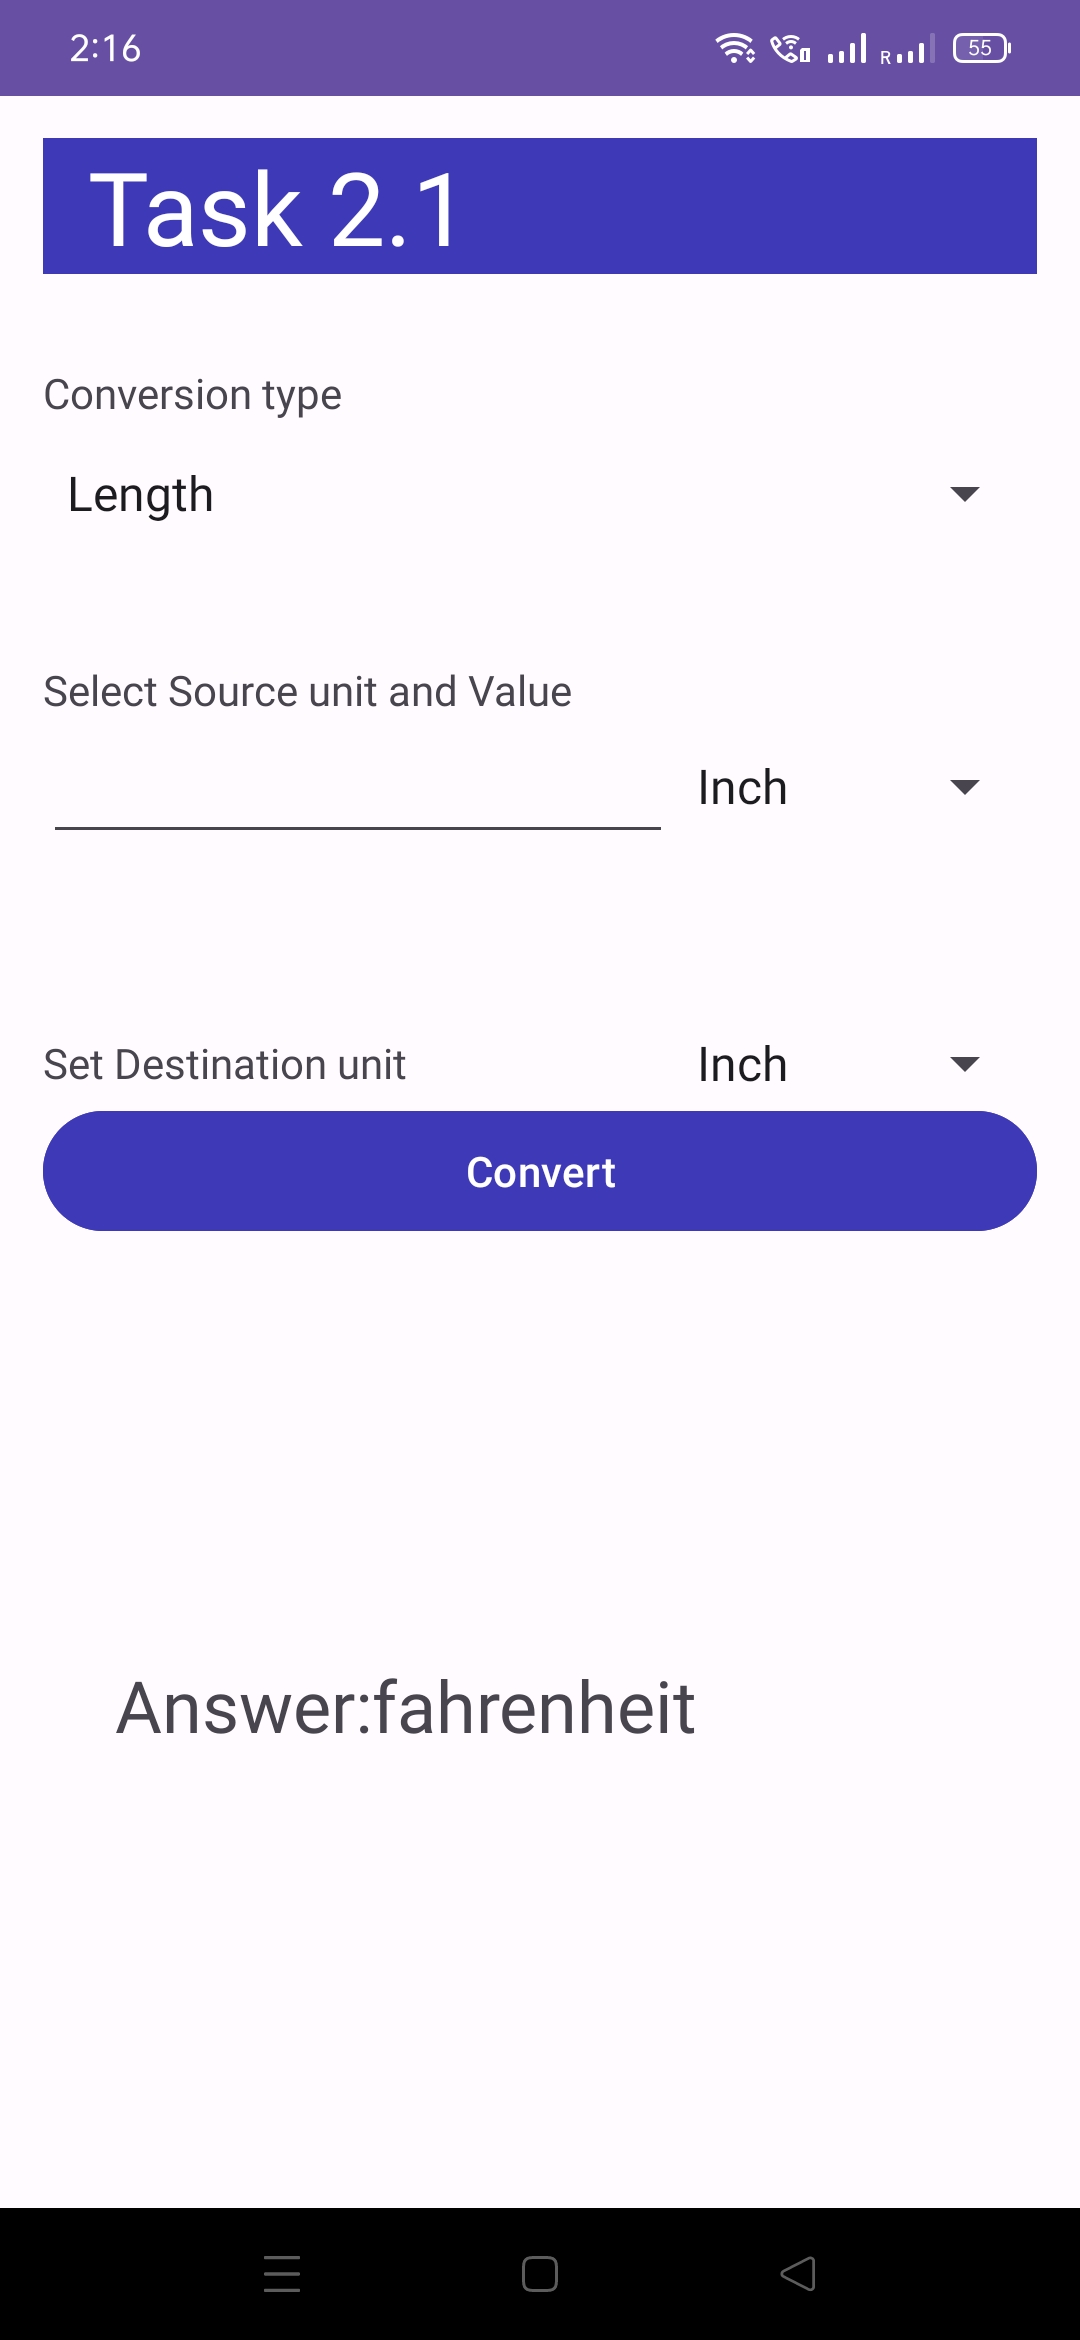 2:16
R
55
Task 2.1
Conversion type
Length
Select Source unit and Value
Inch
Set Destination unit
Inch
Convert
Answer:fahrenheit